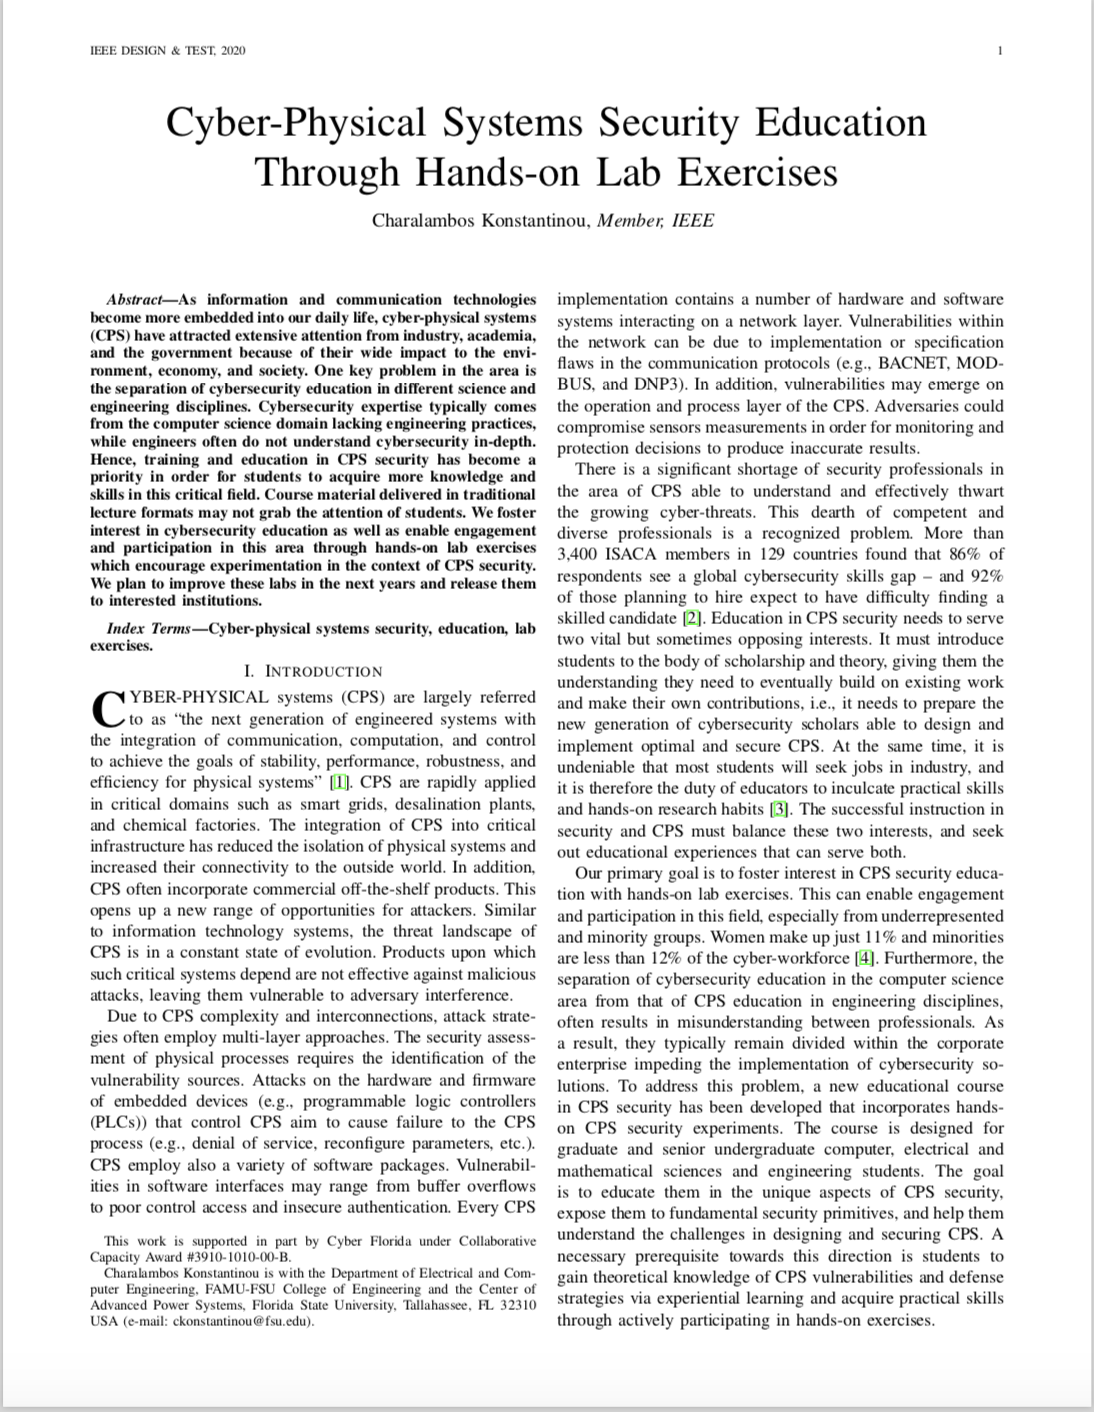 IEEE DESIGN & TEST, 2020
1
Cyber-Physical Systems Security Education
Through Hands-on Lab Exercises
Charalambos Konstantinou, Member, IEEE
Abstract—As information and communication technologies
become more embedded into our daily life, cyber-physical systems
(CPS) have attracted extensive attention from industry, academia,
and the government because of their wide impact to the envi-
ronment, economy, and society. One key problem in the area is
the separation of cybersecurity education in different science and
engineering disciplines. Cybersecurity expertise typically comes
from the computer science domain lacking engineering practices,
while engineers often do not understand cybersecurity in-depth.
Hence, training and education in CPS security has become a
priority in order for students to acquire more knowledge and
skills in this critical field. Course material delivered in traditional
lecture formats may not grab the attention of students. We foster
interest in cybersecurity education as well as enable engagement
and participation in this area through hands-on lab exercises
which encourage experimentation in the context of CPS security.
We plan to improve these labs in the next years and release them
to interested institutions.
Index Terms—Cyber-physical systems security, education, lab
exercises.
I. INTRODUCTION
CYBER-PHYSICAL systems (CPS) are largely referred
to as “the next generation of engineered systems with
the integration of communication, computation, and control
to achieve the goals of stability, performance, robustness, and
efficiency for physical systems” [1]. CPS are rapidly applied
in critical domains such as smart grids, desalination plants,
and chemical factories. The integration of CPS into critical
infrastructure has reduced the isolation of physical systems and
increased their connectivity to the outside world. In addition,
CPS often incorporate commercial off-the-shelf products. This
opens up a new range of opportunities for attackers. Similar
to information technology systems, the threat landscape of
CPS is in a constant state of evolution. Products upon which
such critical systems depend are not effective against malicious
attacks, leaving them vulnerable to adversary interference.
Due to CPS complexity and interconnections, attack strate-
gies often employ multi-layer approaches. The security assess-
ment of physical processes requires the identification of the
vulnerability sources. Attacks on the hardware and firmware
of embedded devices (e.g., programmable logic controllers
(PLCs)) that control CPS aim to cause failure to the CPS
process (e.g., denial of service, reconfigure parameters, etc.).
CPS employ also a variety of software packages. Vulnerabil-
ities in software interfaces may range from buffer overflows
to poor control access and insecure authentication. Every CPS
This work is supported in part by Cyber Florida under Collaborative
Capacity Award #3910-1010-00-B.
Charalambos Konstantinou is with the Department of Electrical and Com-
puter Engineering, FAMU-FSU College of Engineering and the Center of
Advanced Power Systems, Florida State University, Tallahassee, FL 32310
USA (e-mail: ckonstantinou@fsu.edu).
implementation contains a number of hardware and software
systems interacting on a network layer. Vulnerabilities within
the network can be due to implementation or specification
flaws in the communication protocols (e.g., BACNET, MOD-
BUS, and DNP3). In addition, vulnerabilities may emerge on
the operation and process layer of the CPS. Adversaries could
compromise sensors measurements in order for monitoring and
protection decisions to produce inaccurate results.
There is a significant shortage of security professionals in
the area of CPS able to understand and effectively thwart
the growing cyber-threats. This dearth of competent and
diverse professionals is a recognized problem. More than
3,400 ISACA members in 129 countries found that 86% of
respondents see a global cybersecurity skills gap – and 92%
of those planning to hire expect to have difficulty finding a
skilled candidate [2]. Education in CPS security needs to serve
two vital but sometimes opposing interests. It must introduce
students to the body of scholarship and theory, giving them the
understanding they need to eventually build on existing work
and make their own contributions, i.e., it needs to prepare the
new generation of cybersecurity scholars able to design and
implement optimal and secure CPS. At the same time, it is
undeniable that most students will seek jobs in industry, and
it is therefore the duty of educators to inculcate practical skills
and hands-on research habits [3]. The successful instruction in
security and CPS must balance these two interests, and seek
out educational experiences that can serve both.
Our primary goal is to foster interest in CPS security educa-
tion with hands-on lab exercises. This can enable engagement
and participation in this field, especially from underrepresented
and minority groups. Women make up just 11% and minorities
are less than 12% of the cyber-workforce [4]. Furthermore, the
separation of cybersecurity education in the computer science
area from that of CPS education in engineering disciplines,
often results in misunderstanding between professionals. As
a result, they typically remain divided within the corporate
enterprise impeding the implementation of cybersecurity so-
lutions. To address this problem, a new educational course
in CPS security has been developed that incorporates hands-
on CPS security experiments. The course is designed for
graduate and senior undergraduate computer, electrical and
mathematical sciences and engineering students. The goal
is to educate them in the unique aspects of CPS security,
expose them to fundamental security primitives, and help them
understand the challenges in designing and securing CPS. A
necessary prerequisite towards this direction is students to
gain theoretical knowledge of CPS vulnerabilities and defense
strategies via experiential learning and acquire practical skills
through actively participating in hands-on exercises.